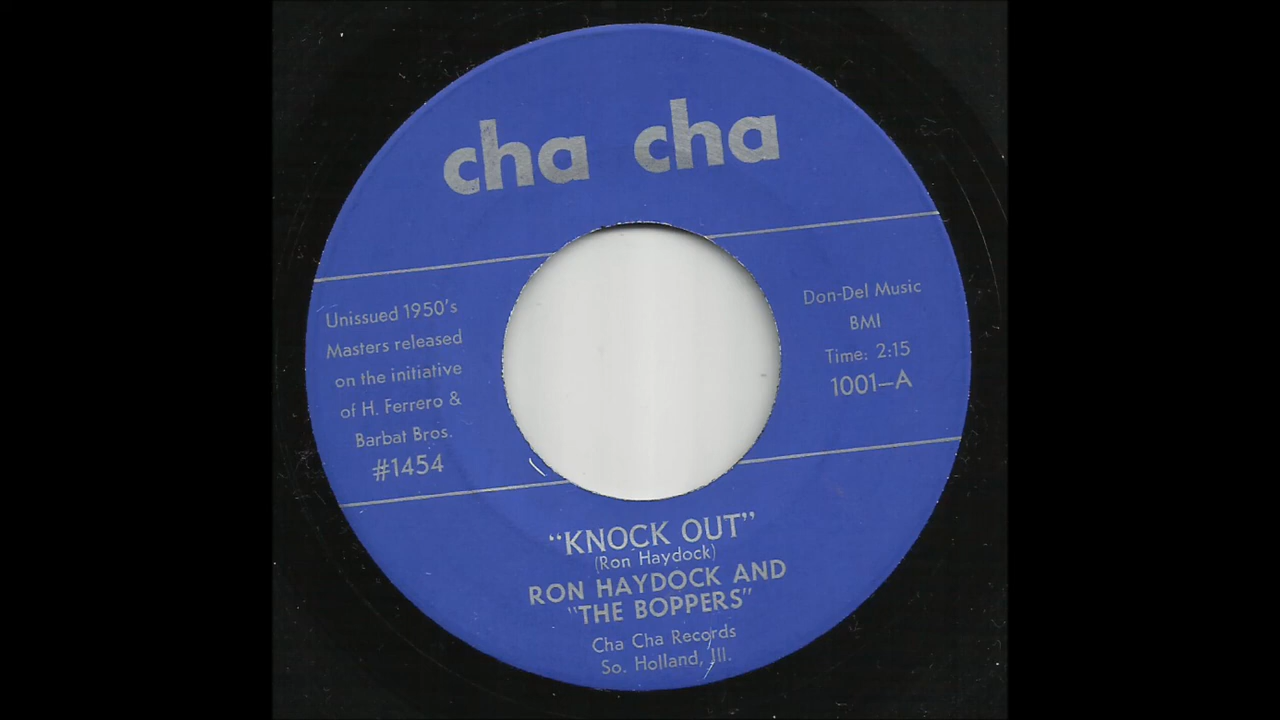 cha cha
Unissued 1950's
Masters released
on the initiative
of H. Ferrero &
Barbat Bros.
#1454
Don-Del Music
BMI
Time: 2:15
1001-A
"KNOCK OUT"
(Ron Haydock)
RON HAYDOCK AND
"THE BOPPERS"
Cha Cha Records
So. Holland, Ill.